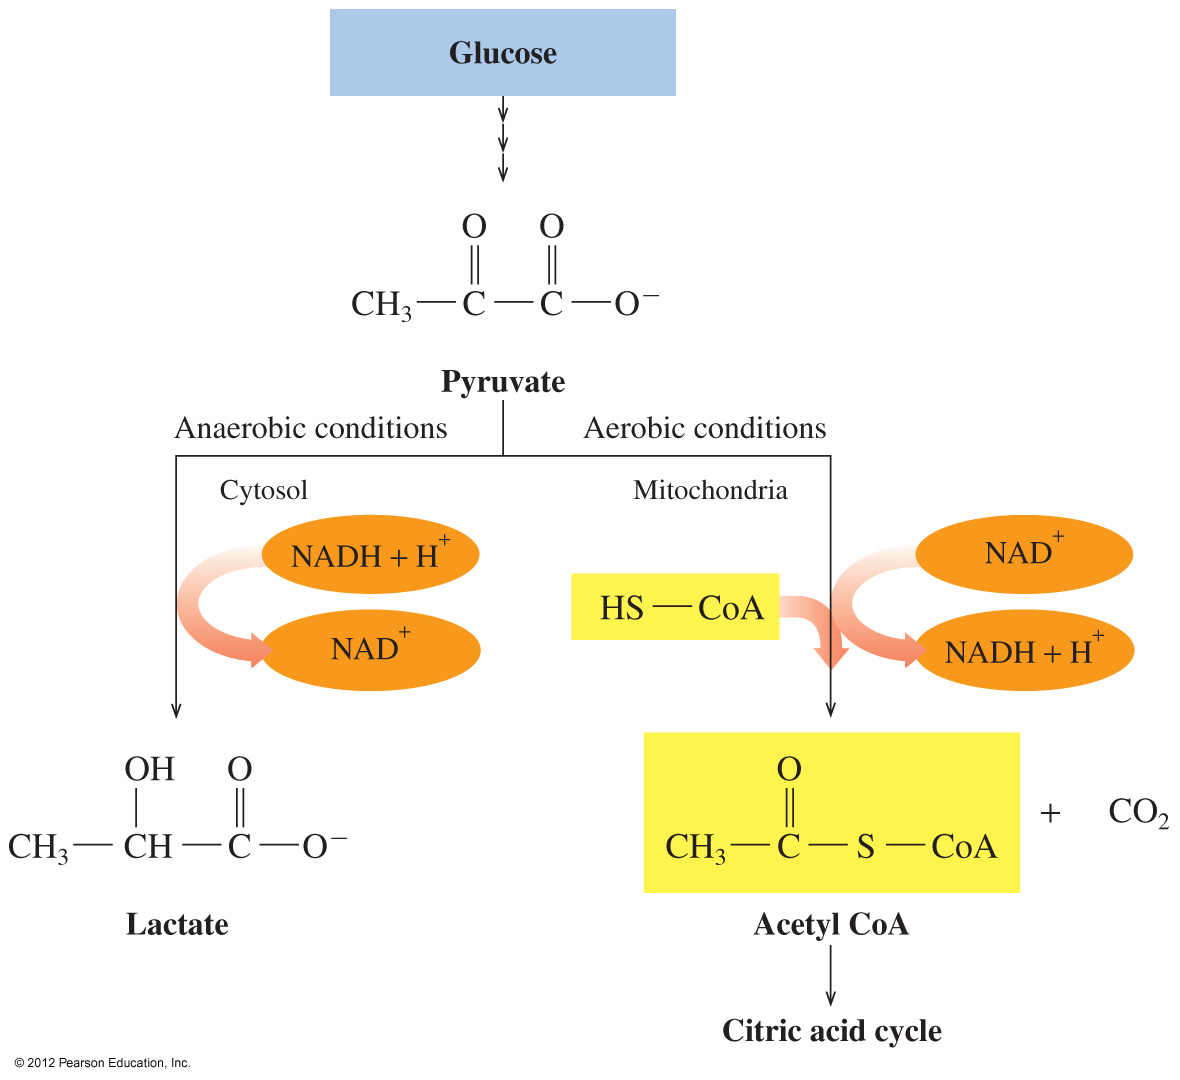 Glucose
O O
CH3 C C O−
Pyruvate
Anaerobic conditions Aerobic conditions
Cytosol Mitochondria
NADH + H+ NAD+
HS — CoA
NAD+ NADH + H+
OH O O
+ CO2
CH3 — CH — C — O− CH3 — C — S — CoA
Lactate Acetyl CoA
Citric acid cycle
© 2012 Pearson Education, Inc.